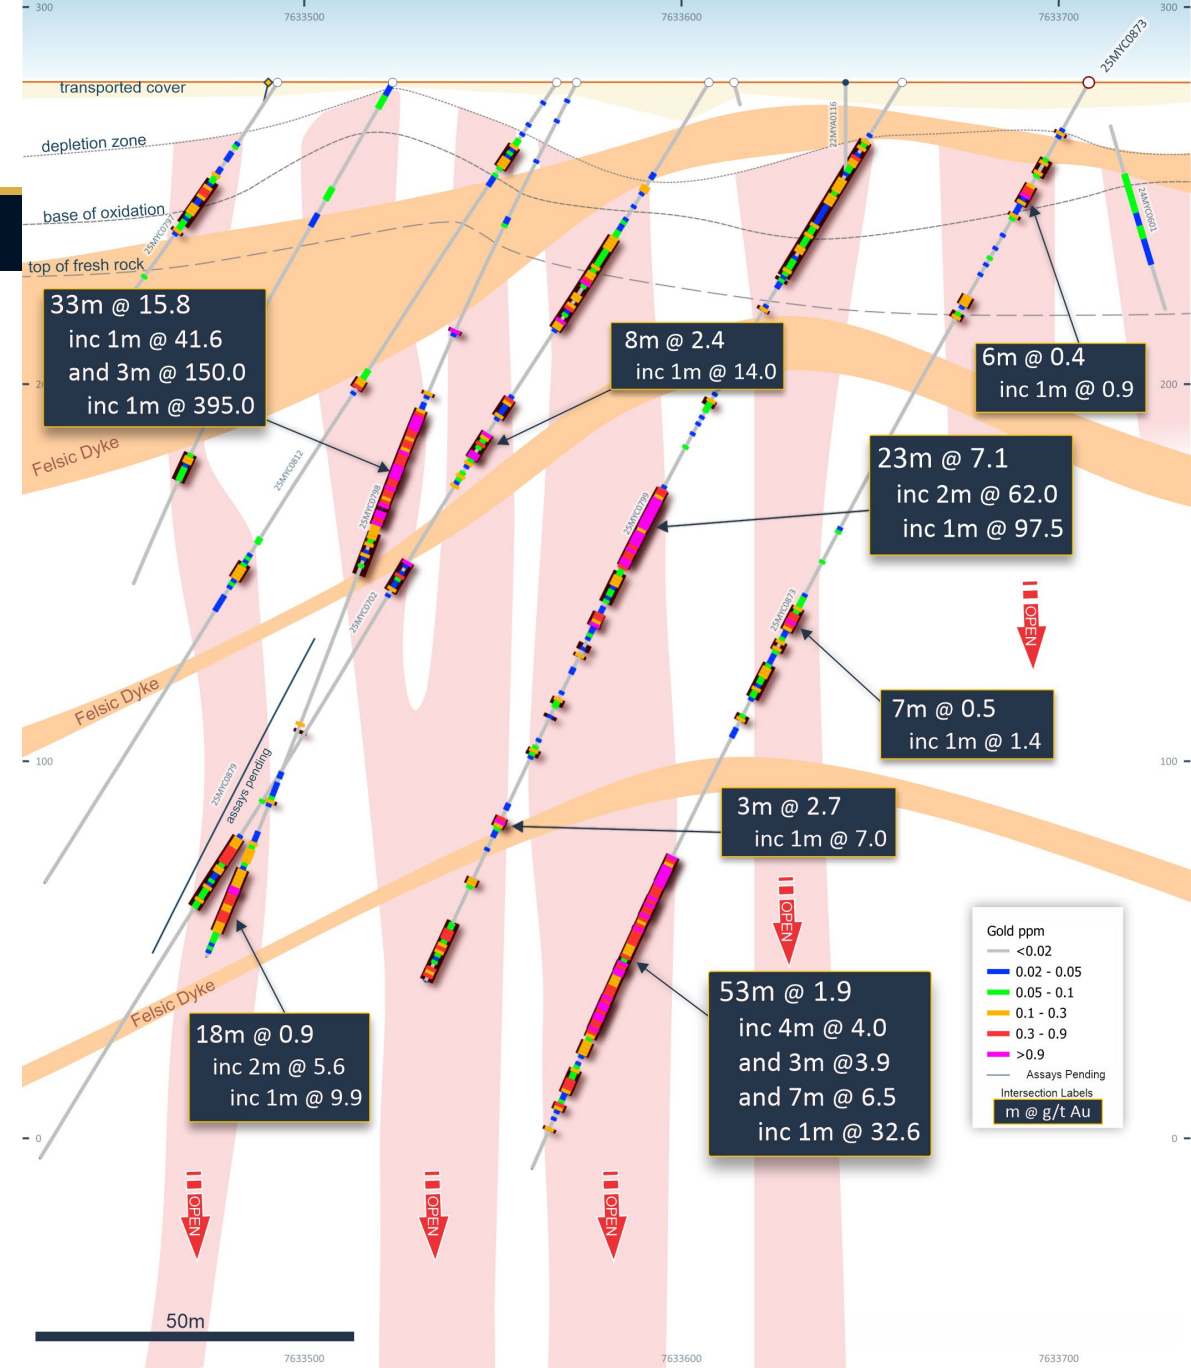 300
7633500
7633600
7633700
300
25MYC0873
transported cover
depletion zone
22MYA0116
base of oxidation
25MYC0797
24MYC0601
top of fresh rock
33m @ 15.8
inc 1m @ 41.6
and 3m @ 150.0
inc 1m @ 395.0
8m @ 2.4
inc 1m @ 14.0
6m @ 0.4
inc 1m @ 0.9
200
Felsic Dyke
25MYC0812
25MYC0798
25MYC0799
23m @ 7.1
inc 2m @ 62.0
inc 1m @ 97.5
25MYC0702
25MYC0873
OPEN
Felsic Dyke
7m @ 0.5
inc 1m @ 1.4
100
100
25MYC0879
assays pending
3m @ 2.7
inc 1m @ 7.0
OPEN
Felsic Dyke
18m @ 0.9
inc 2m @ 5.6
inc 1m @ 9.9
53m @ 1.9
inc 4m @ 4.0
and 3m @3.9
and 7m @ 6.5
inc 1m @ 32.6
Gold ppm
<0.02
0.02 - 0.05
0.05 - 0.1
0.1 - 0.3
0.3 - 0.9
>0.9
Assays Pending
Intersection Labels
m @ g/t Au
0
0
OPEN
OPEN
OPEN
50m
7633500
7633600
7633700